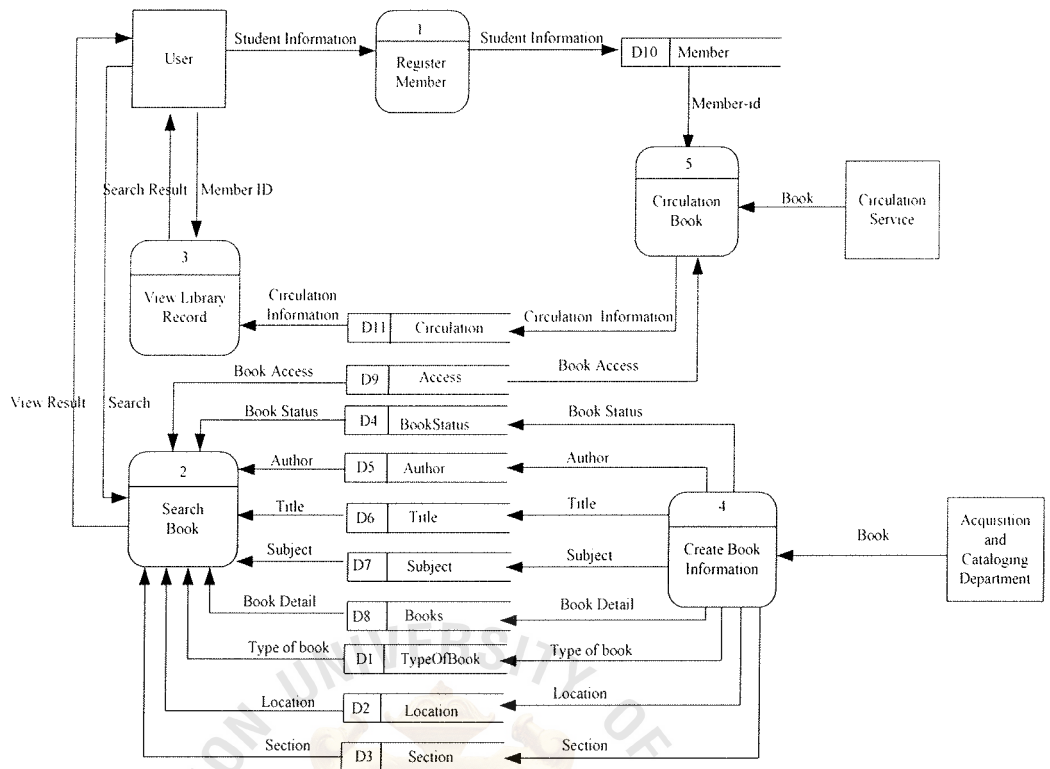 User
Student Information
1
Register
Member
Student Information
D10 Member
Member-id
Search Result
Member ID
5
Circulation
Book
Book
Circulation
Service
3
View Library
Record
Circulation
Information
D11 Circulation
Circulation Information
Book Access
D9 Access
Book Access
View Result
Search
Book Status
D4 BookStatus
Book Status
2
Search
Book
Author
D5 Author
Author
Title
D6 Title
Title
4
Create Book
Information
Book
Acquisition
and
Cataloging
Department
Subject
D7 Subject
Subject
Book Detail
D8 Books
Book Detail
Type of book
D1 TypeOfBook
Type of book
Location
D2 Location
Location
Section
D3 Section
Section
ON UNIVERSITY OF